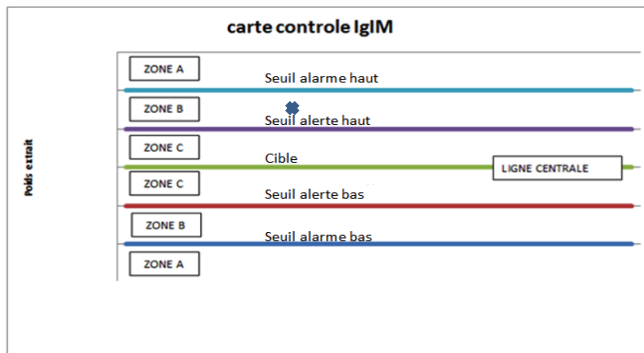 carte controle IgIM
ZONE A
Seuil alarme haut
ZONE B
Seuil alerte haut
ZONE C
Cible
LIGNE CENTRALE
ZONE C
Seuil alerte bas
ZONE B
Seuil alarme bas
ZONE A
Poids extrait